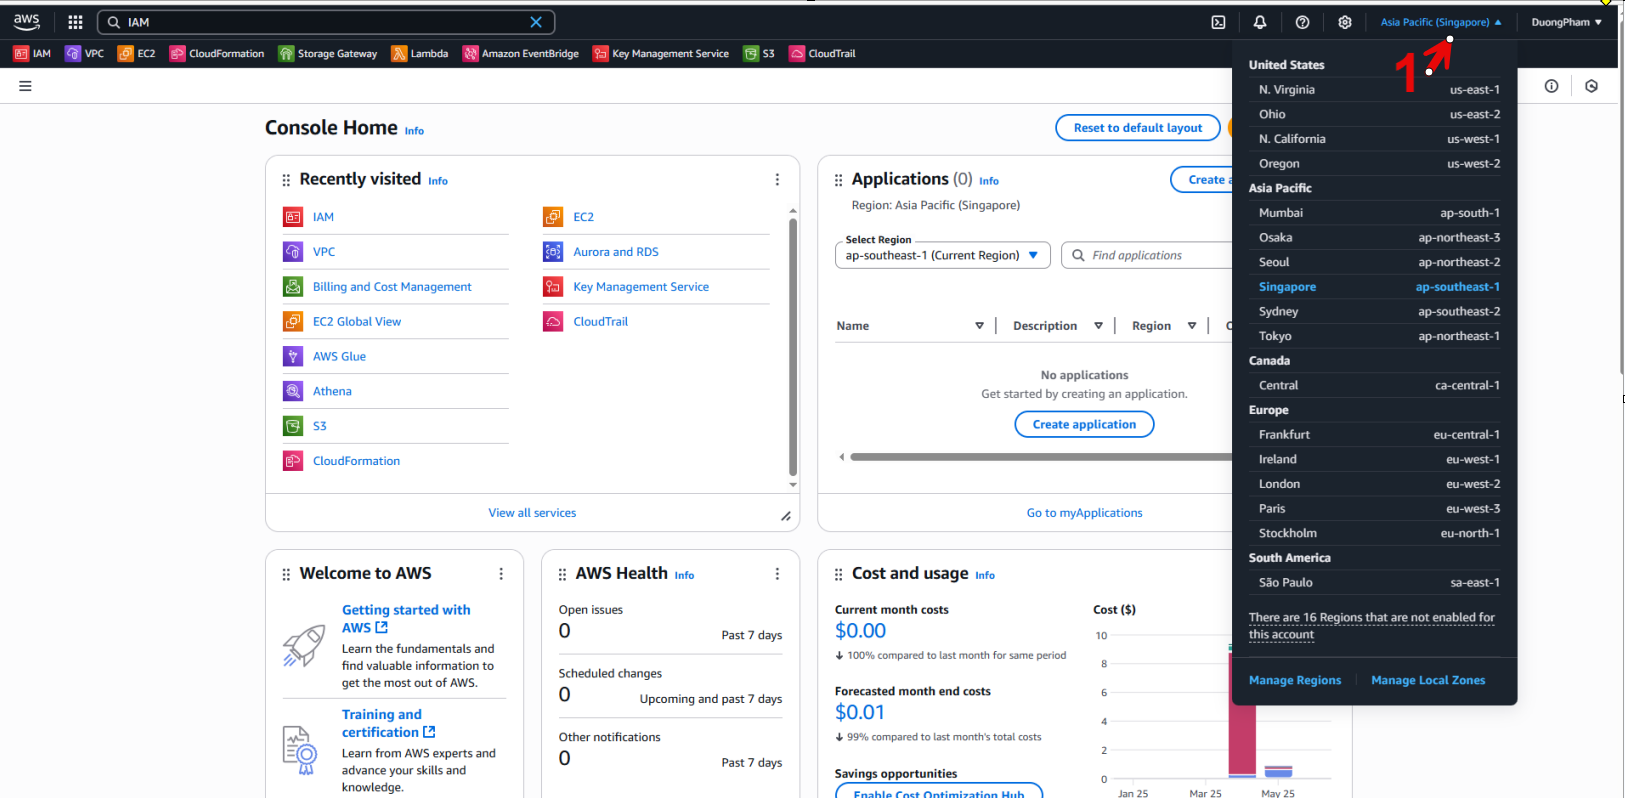 aws
IAM
Asia Pacific (Singapore)
DuongPham
IAM
VPC
EC2
CloudFormation
Storage Gateway
Lambda
Amazon EventBridge
Key Management Service
S3
CloudTrail
1
Console Home Info
Reset to default layout
Recently visited Info
IAM
VPC
Billing and Cost Management
EC2 Global View
AWS Glue
Athena
S3
CloudFormation
EC2
Aurora and RDS
Key Management Service
CloudTrail
View all services
Applications (0) Info
Create a
Region: Asia Pacific (Singapore)
Select Region
ap-southeast-1 (Current Region)
Find applications
Name
Description
Region
No applications
Get started by creating an application.
Create application
Go to myApplications
United States
N. Virginia us-east-1
Ohio us-east-2
N. California us-west-1
Oregon us-west-2
Asia Pacific
Mumbai ap-south-1
Osaka ap-northeast-3
Seoul ap-northeast-2
Singapore ap-southeast-1
Sydney ap-southeast-2
Tokyo ap-northeast-1
Canada
Central ca-central-1
Europe
Frankfurt eu-central-1
Ireland eu-west-1
London eu-west-2
Paris eu-west-3
Stockholm eu-north-1
South America
São Paulo sa-east-1
There are 16 Regions that are not enabled for
this account
Manage Regions
Manage Local Zones
Welcome to AWS
Getting started with
AWS
Learn the fundamentals and
find valuable information to
get the most out of AWS.
Training and
certification
Learn from AWS experts and
advance your skills and
knowledge.
AWS Health Info
Open issues
0
Past 7 days
Scheduled changes
0
Upcoming and past 7 days
Other notifications
0
Past 7 days
Cost and usage Info
Current month costs
$0.00
100% compared to last month for same period
Forecasted month end costs
$0.01
99% compared to last month's total costs
Savings opportunities
Enable Cost Optimization Hub
Cost ($)
10
8
6
4
2
0
Jan 25
Mar 25
May 25